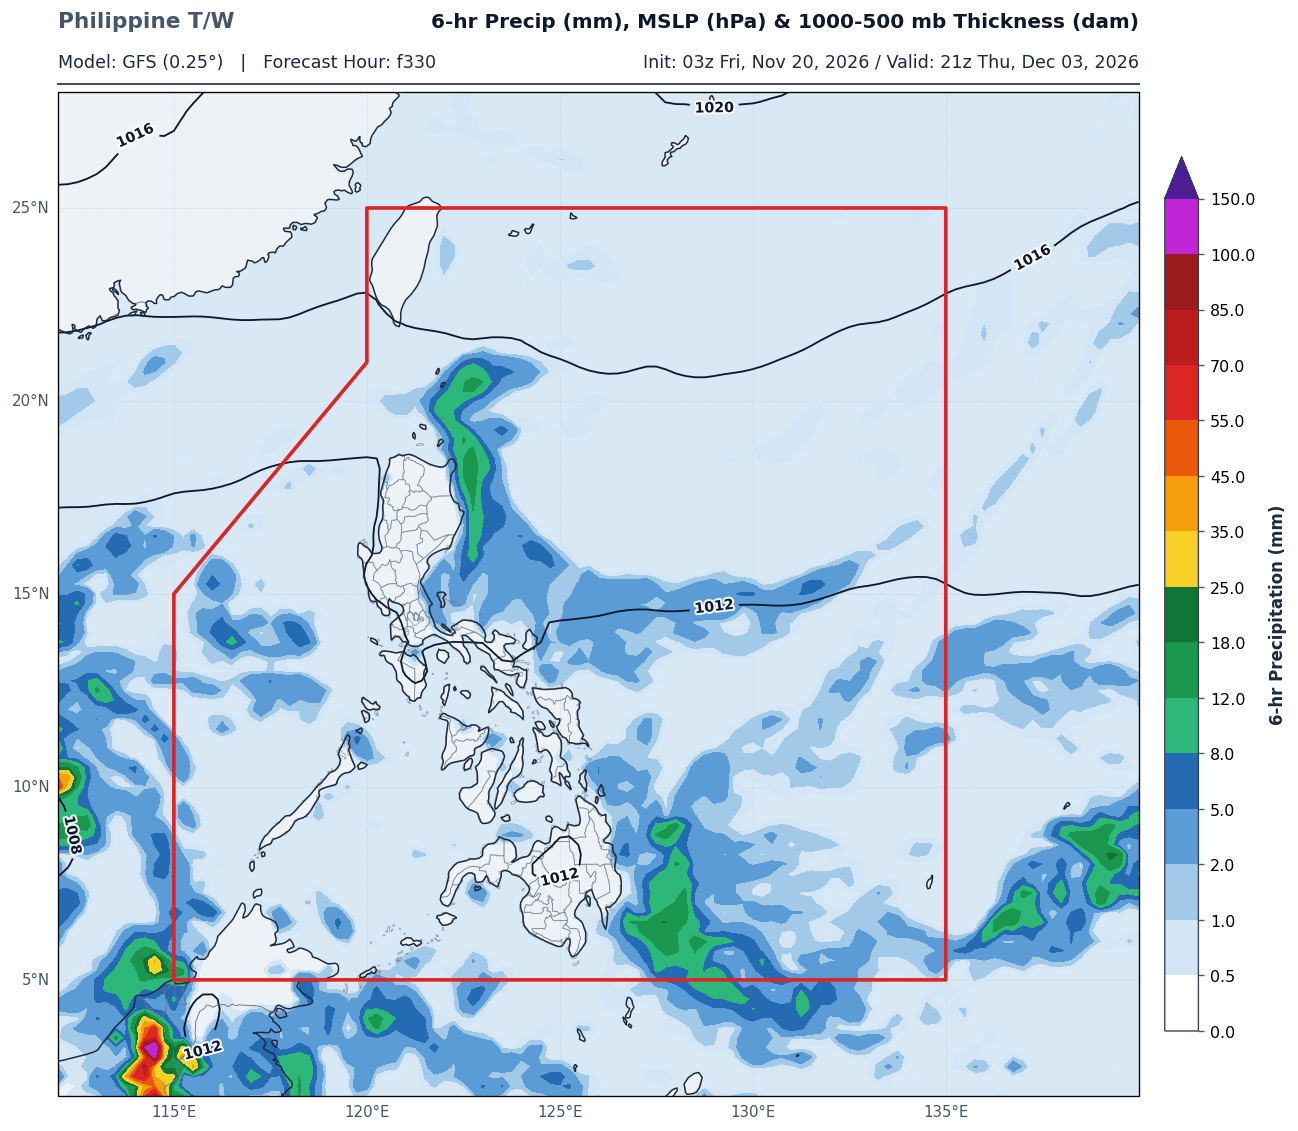 Philippine T/W
6-hr Precip (mm), MSLP (hPa) & 1000-500 mb Thickness (dam)
Model: GFS (0.25°) | Forecast Hour: f330
Init: 03z Fri, Nov 20, 2026 / Valid: 21z Thu, Dec 03, 2026
1020
1016
1016
1012
1008
1012
1012
25°N
20°N
15°N
10°N
5°N
115°E
120°E
125°E
130°E
135°E
150.0
100.0
85.0
70.0
55.0
45.0
35.0
25.0
18.0
12.0
8.0
5.0
2.0
1.0
0.5
0.0
6-hr Precipitation (mm)